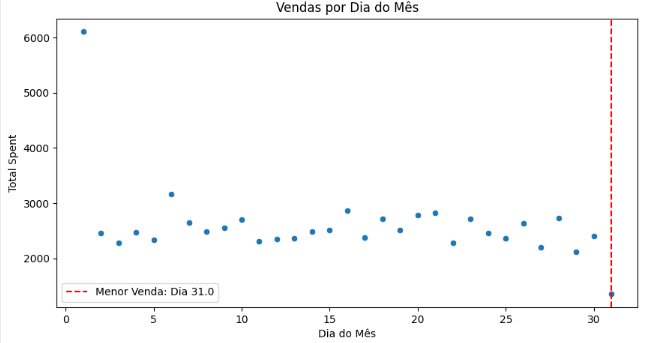 Vendas por Dia do Mês
Total Spent
6000
5000
4000
3000
2000
Menor Venda: Dia 31.0
0 5 10 15 20 25 30
Dia do Mês